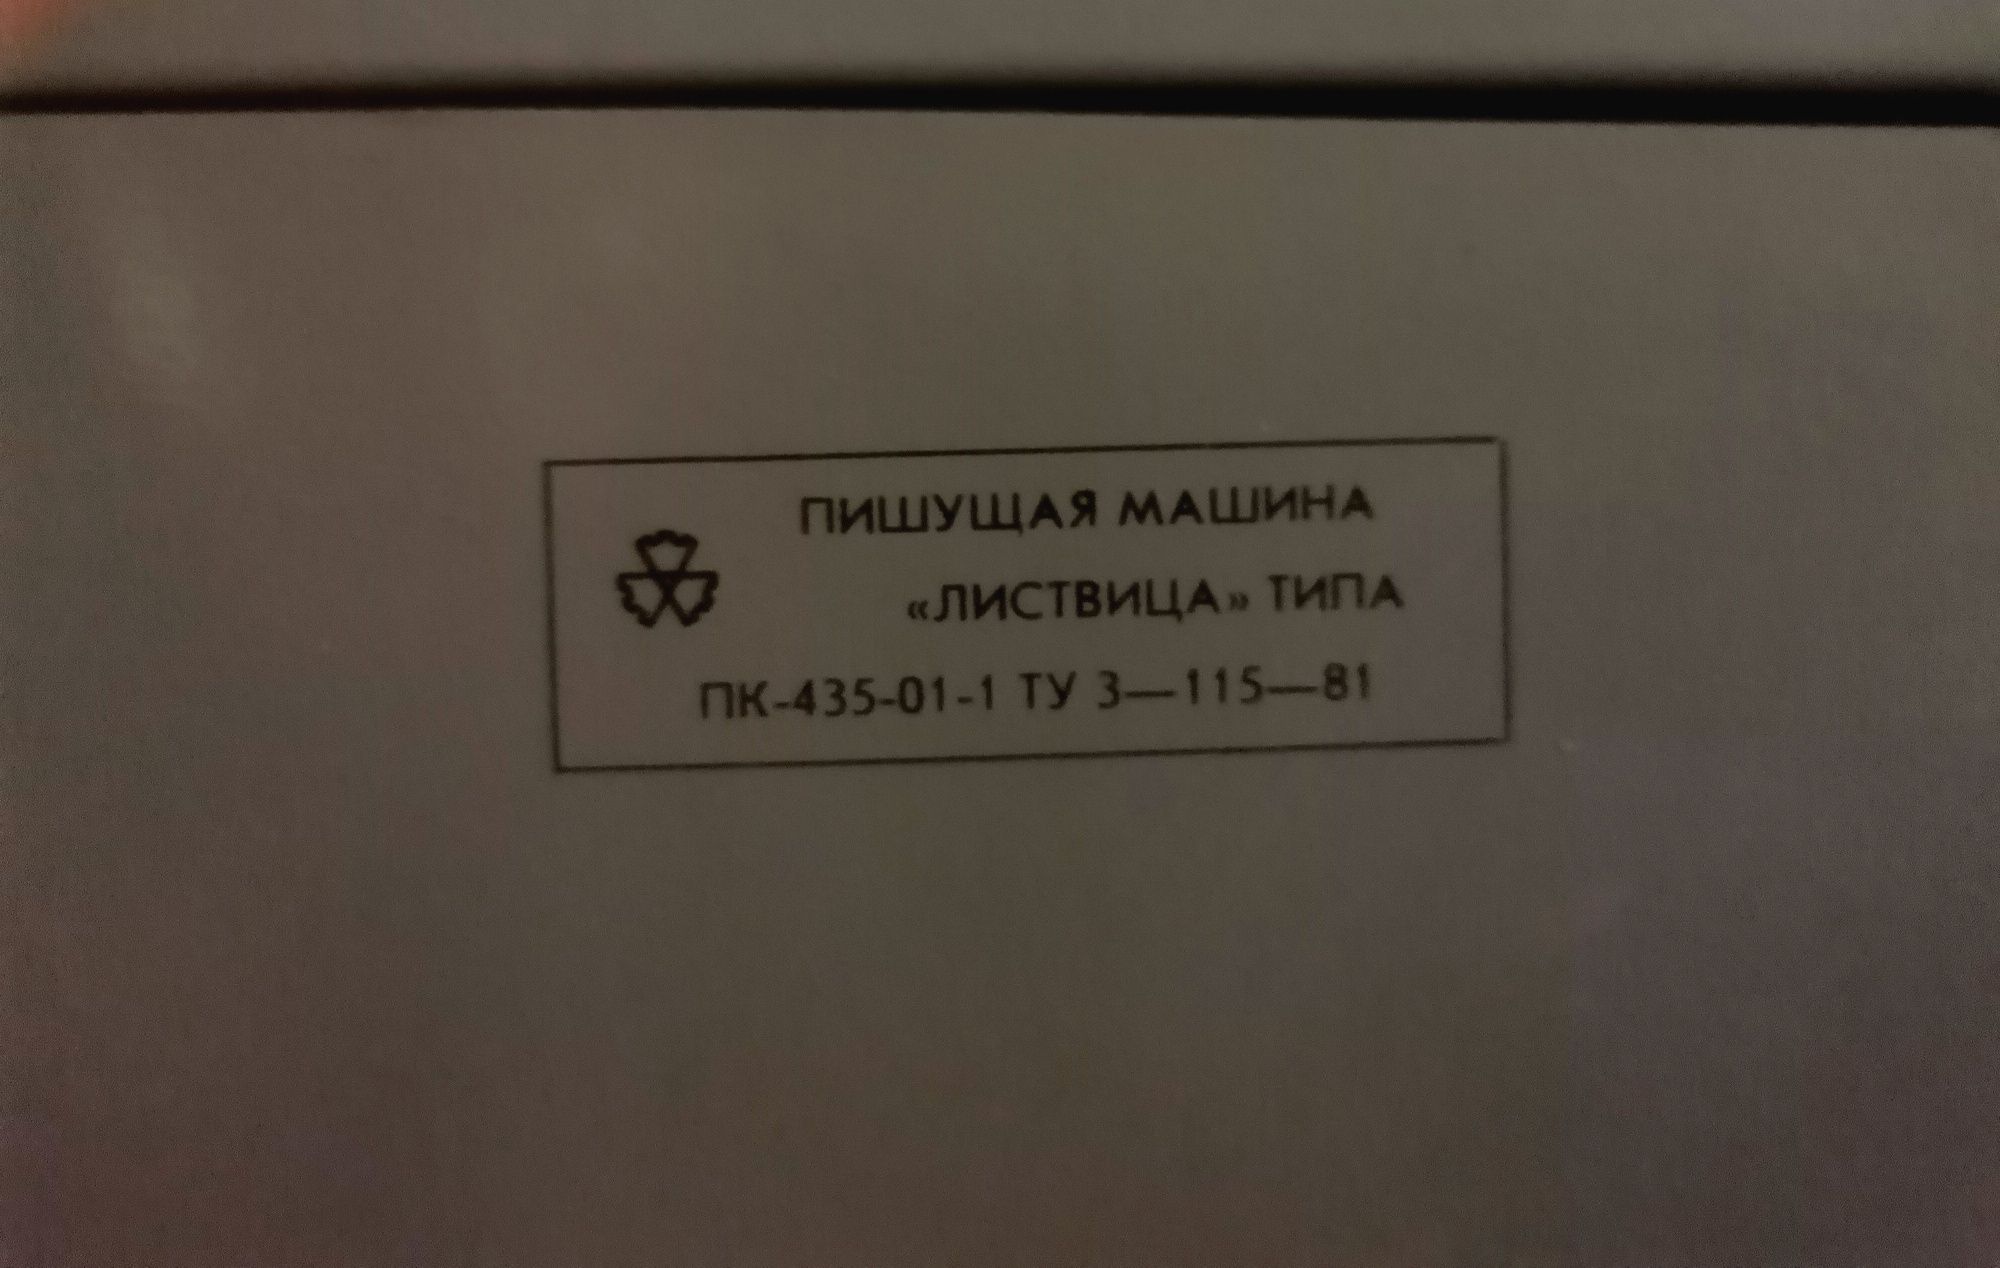 ПИШУЩАЯ МАШИНА
«ЛИСТВИЦА» ТИПА
ПК-435-01-1 ТУ 3—115—81